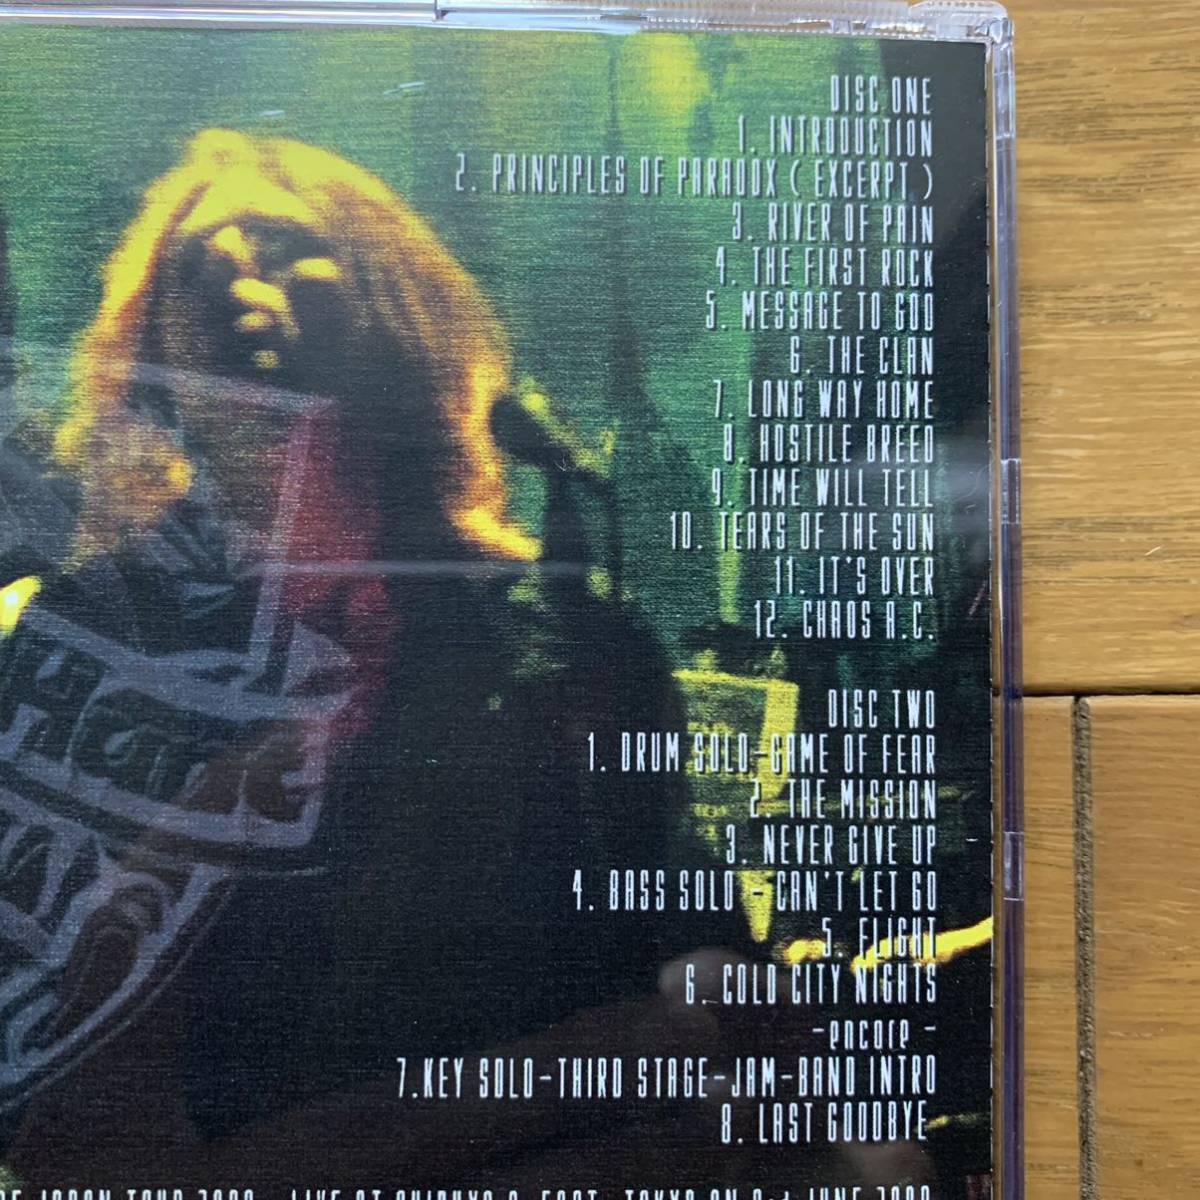 DISC ONE
1. INTRODUCTION
2. PRINCIPLES OF PARADOX ( EXCERPT )
3. RIVER OF PAIN
4. THE FIRST ROCK
5. MESSAGE TO GOD
6. THE CLAN
7. LONG WAY HOME
8. HOSTILE BREED
9. TIME WILL TELL
10. TEARS OF THE SUN
11. IT'S OVER
12. CHAOS A.C.
DISC TWO
1. DRUM SOLO-GAME OF FEAR
2. THE MISSION
3. NEVER GIVE UP
4. BASS SOLO - CAN'T LET GO
5. FLIGHT
6. COLD CITY NIGHTS
-encore -
7.KEY SOLO-THIRD STAGE-JAM-BAND INTRO
8. LAST GOODBYE